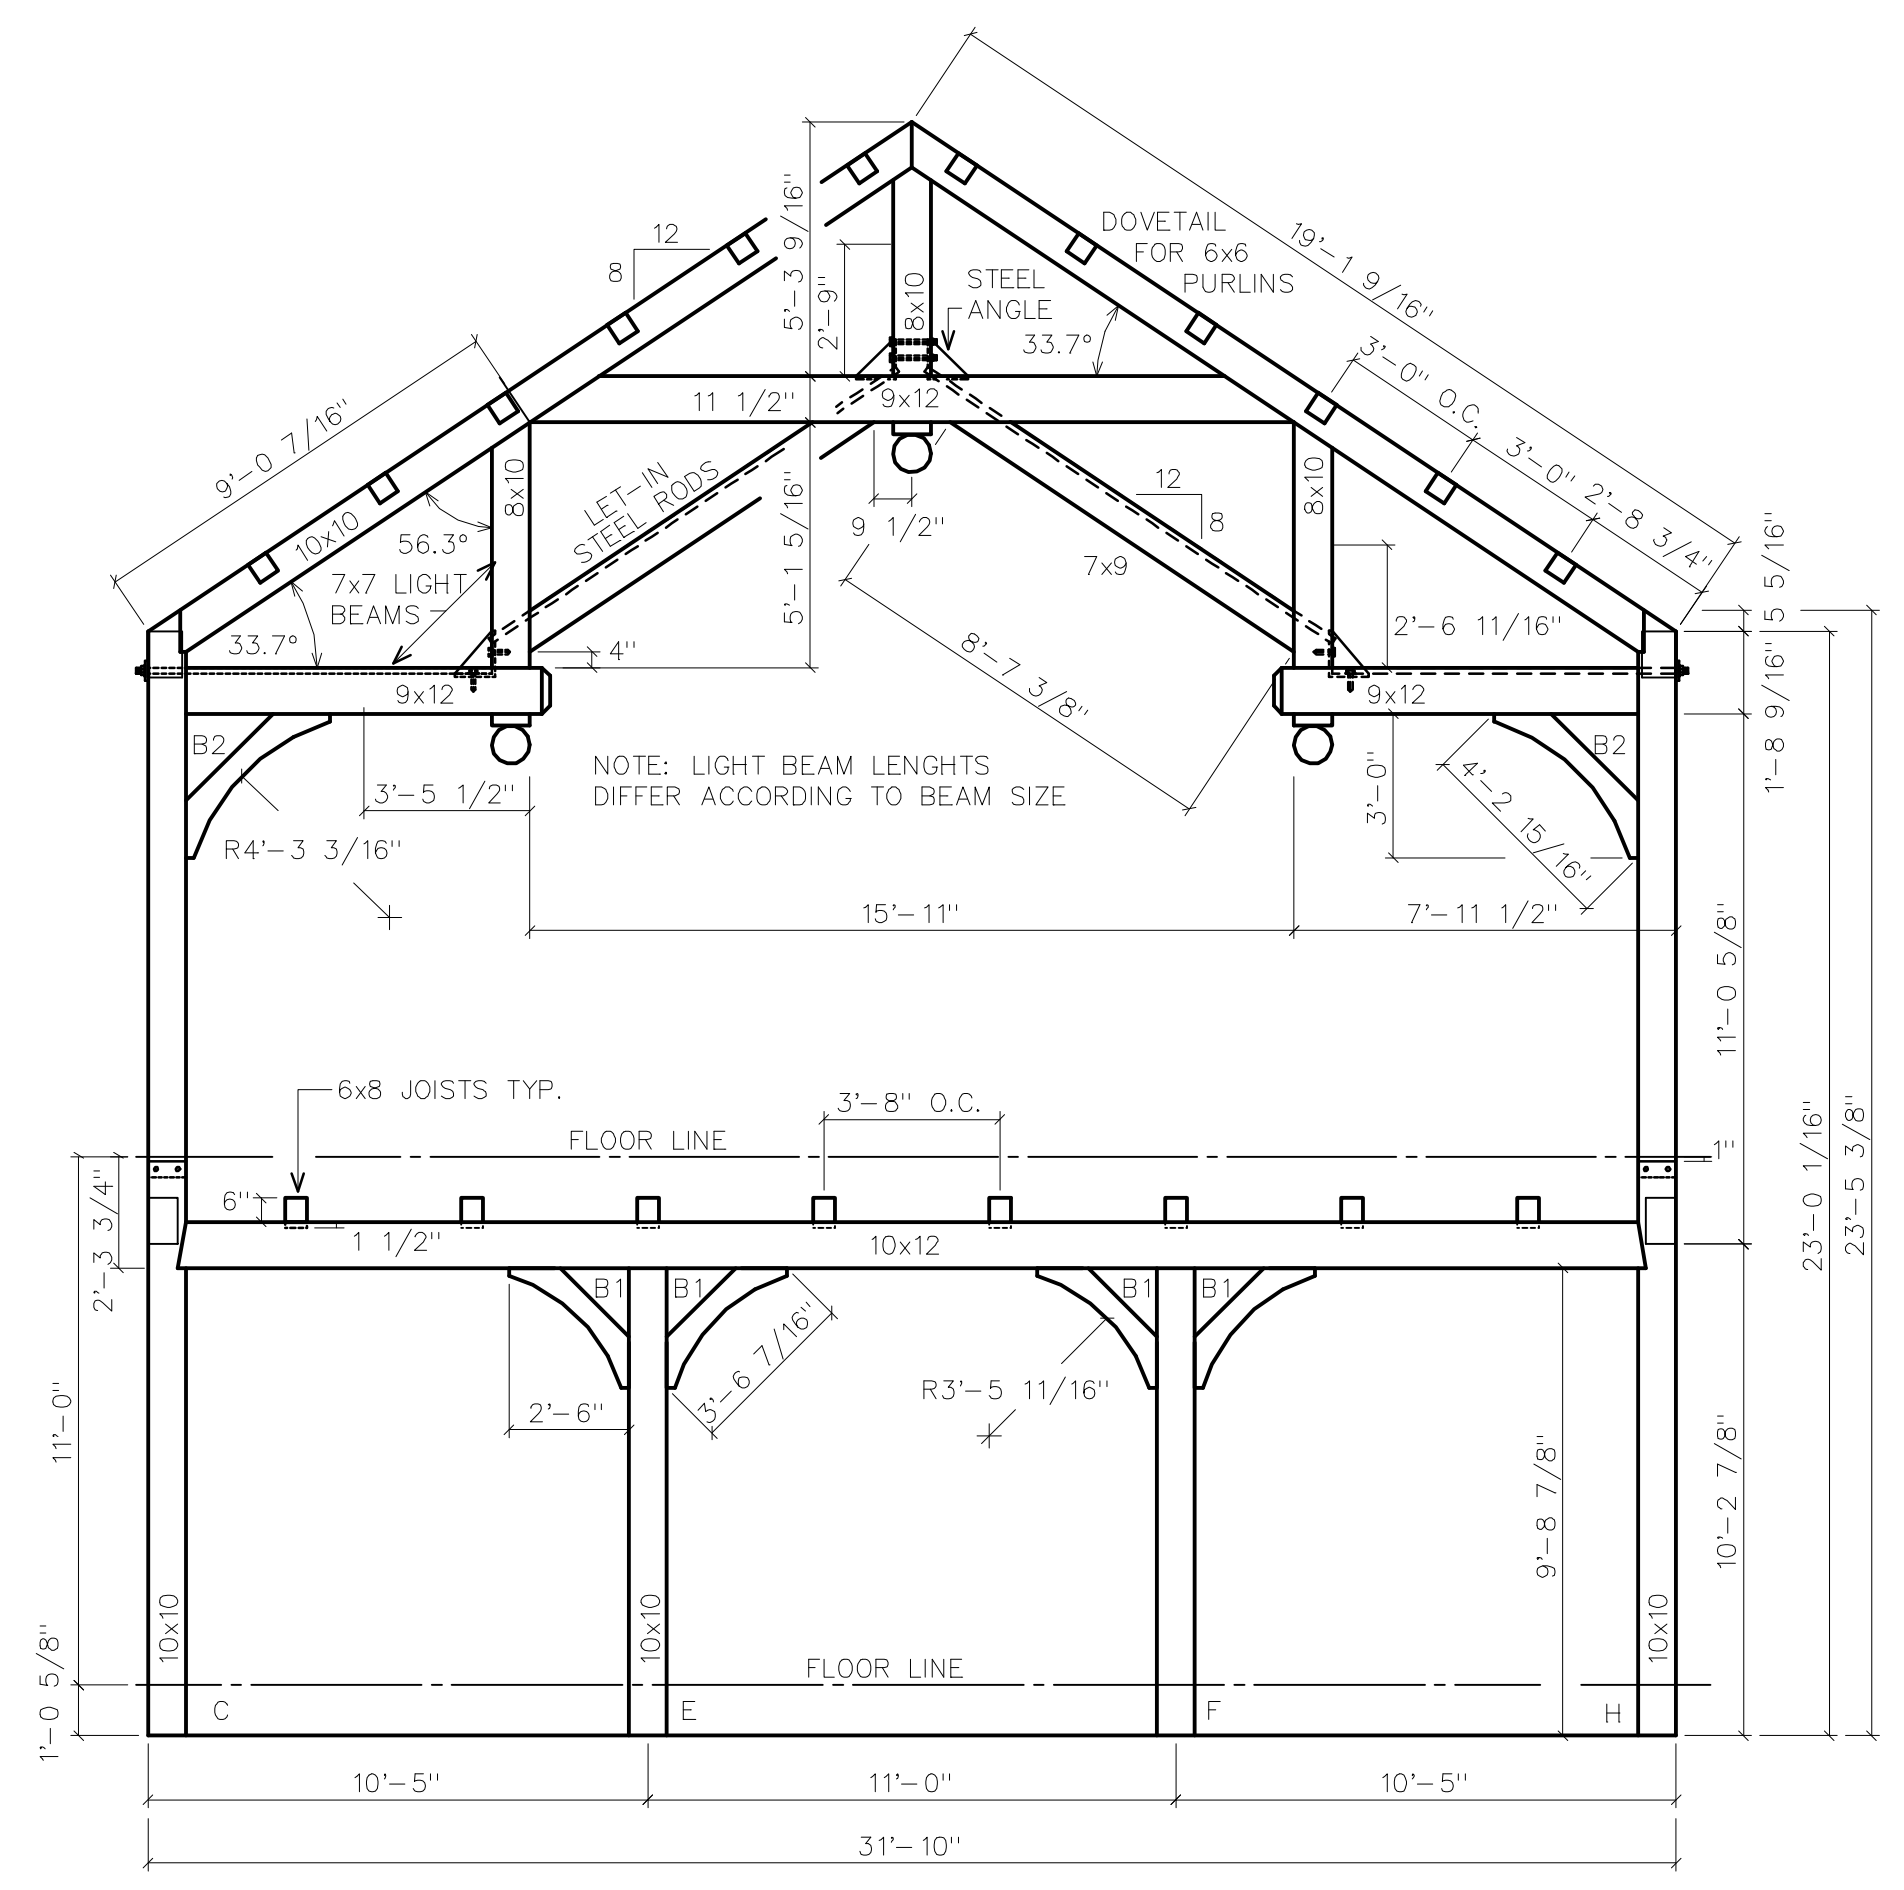 19'-1 9/16"
5'-3 9/16"
DOVETAIL
FOR 6x6
PURLINS
12
8
2'-9"
8x10
STEEL
ANGLE
33.7°
3'-0" O.C.
3'-0"
2'-8 3/4"
9'-0 7/16"
11 1/2"
9x12
10x10
56.3°
8x10
LET-IN
STEEL RODS
5'-1 5/16"
9 1/2"
12
8
8x10
7x9
5 5/16"
7x7 LIGHT
BEAMS
33.7°
4"
8'-7 3/8"
2'-6 11/16"
1'-8 9/16"
9x12
9x12
B2
B2
NOTE: LIGHT BEAM LENGHTS
DIFFER ACCORDING TO BEAM SIZE
3'-5 1/2"
3'-0"
4'-2 15/16"
R4'-3 3/16"
15'-11"
7'-11 1/2"
11'-0 5/8"
6x8 JOISTS TYP.
3'-8" O.C.
FLOOR LINE
1"
23'-0 1/16"
23'-5 3/8"
2'-3 3/4"
6"
1 1/2"
10x12
B1
B1
B1
B1
3'-6 7/16"
R3'-5 11/16"
2'-6"
11'-0"
9'-8 7/8"
10'-2 7/8"
10x10
10x10
10x10
1'-0 5/8"
FLOOR LINE
C
E
F
H
10'-5"
11'-0"
10'-5"
31'-10"